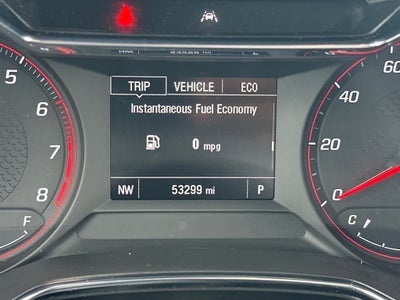 TRIP VEHICLE ECO
Instantaneous Fuel Economy
0 mpg
NW 53299 mi P
5
6
7
8
F
60
40
20
0
C